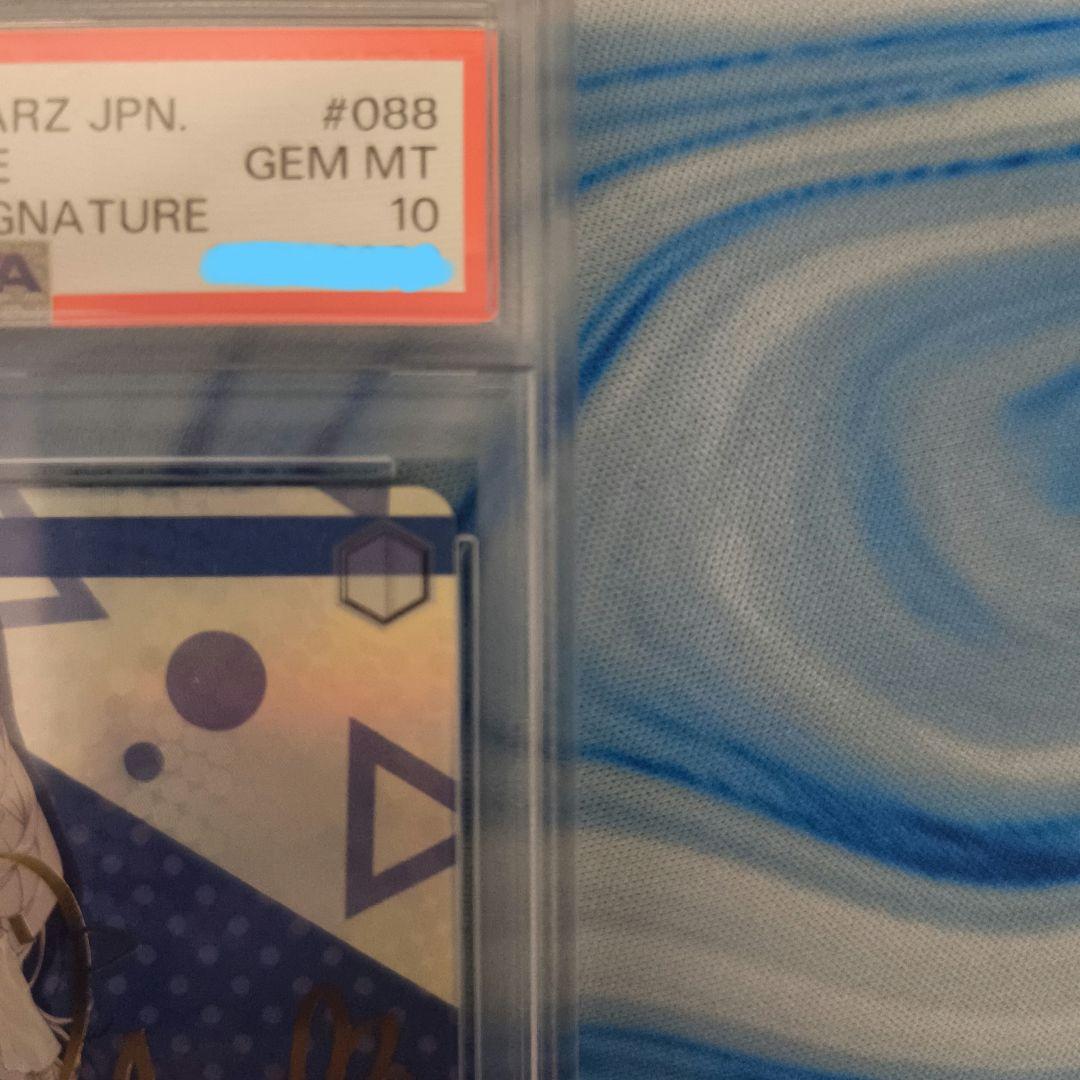 ARZ JPN. #088
E GEM MT
GNATURE 10
A